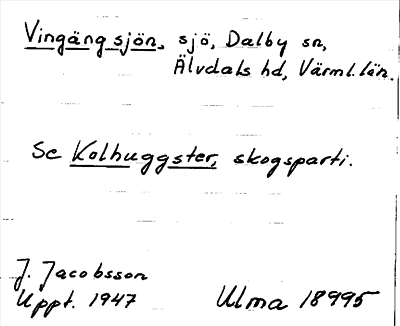 Vingängsjön, sjö, Dalby sn,
Älvdals hd, Värml. län.
Se Kolhuggster, skogsparti.
J. Jacobsson
Uppt. 1947
Ulma 18995